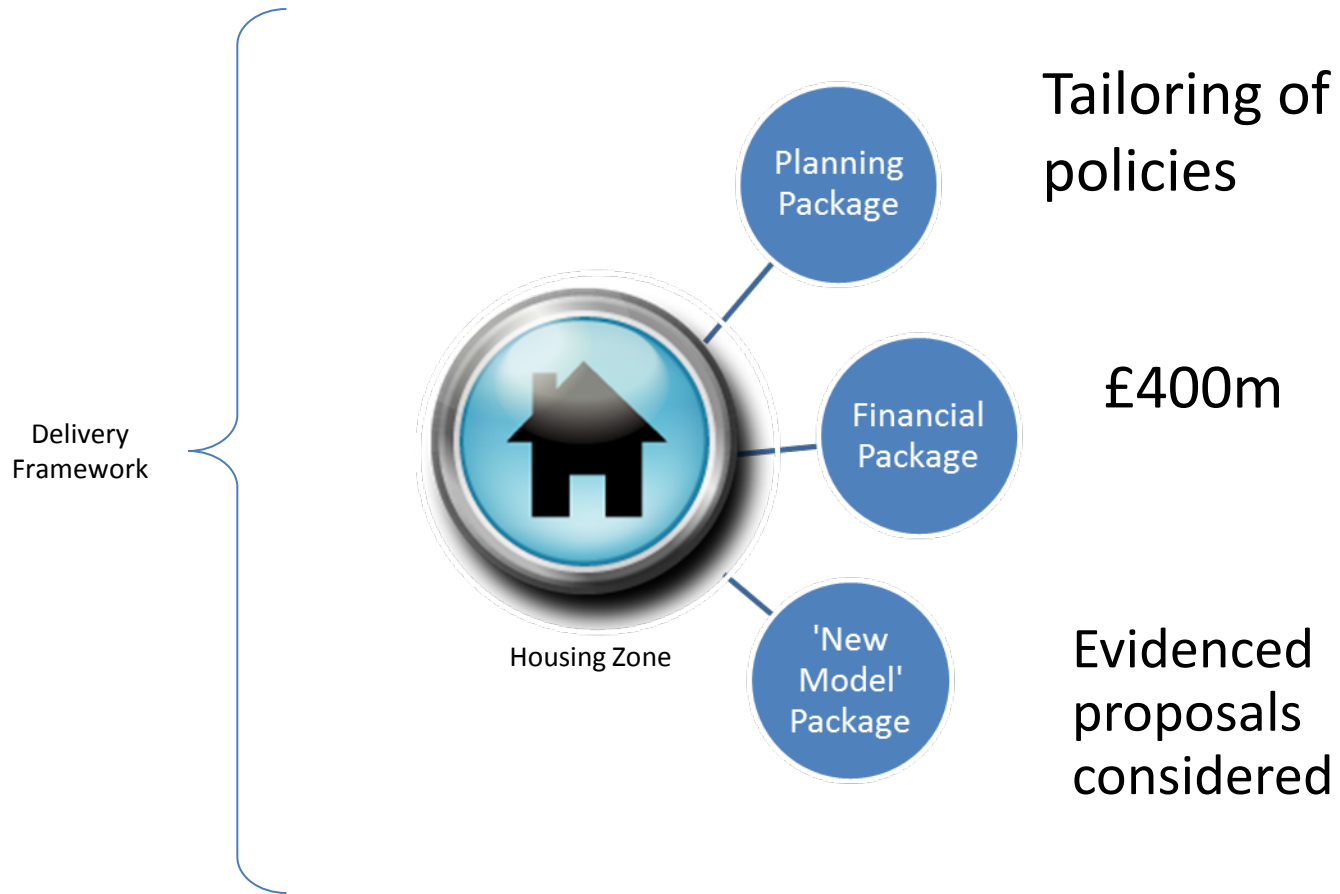 Delivery
Framework
Housing Zone
Planning
Package
Tailoring of
policies
Financial
Package
£400m
'New
Model'
Package
Evidenced
proposals
considered